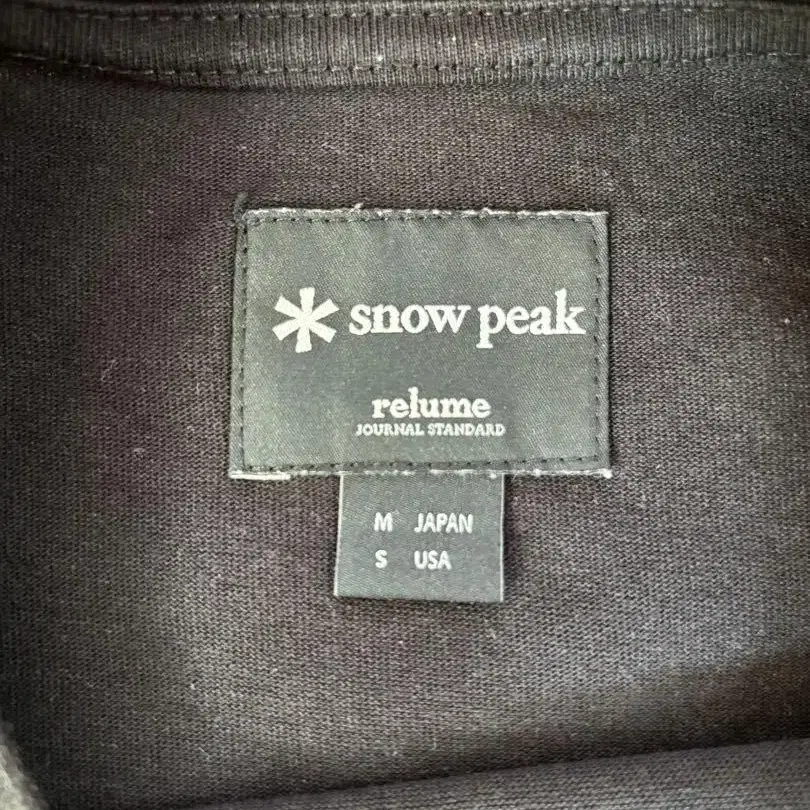 snow peak
relume
JOURNAL STANDARD
M JAPAN
S USA